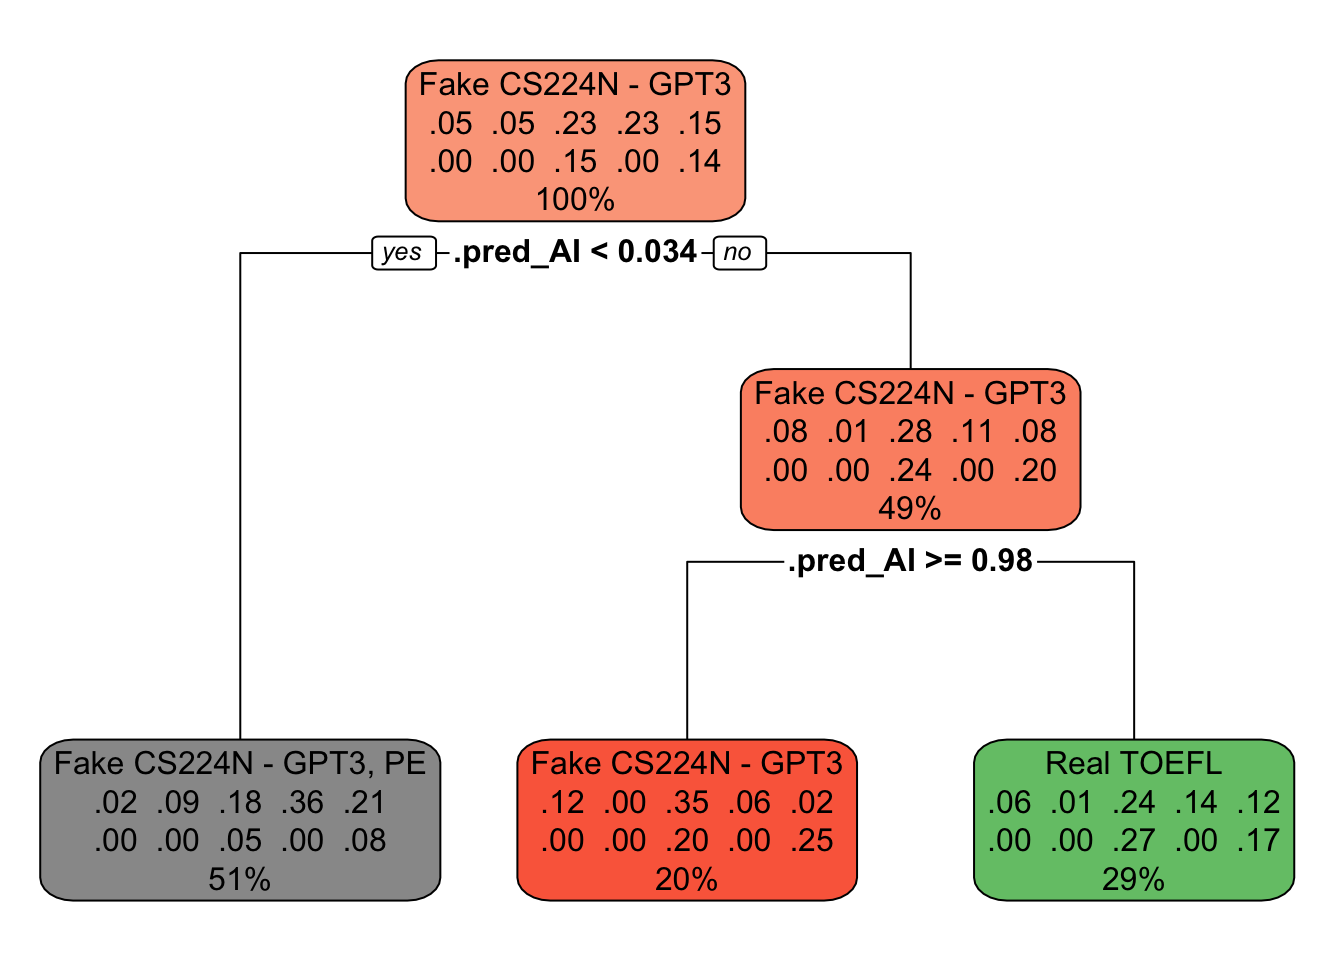 Fake CS224N - GPT3
.05 .05 .23 .23 .15
.00 .00 .15 .00 .14
100%
yes .pred_AI < 0.034 no
Fake CS224N - GPT3
.08 .01 .28 .11 .08
.00 .00 .24 .00 .20
49%
.pred_AI >= 0.98
Fake CS224N - GPT3, PE
.02 .09 .18 .36 .21
.00 .00 .05 .00 .08
51%
Fake CS224N - GPT3
.12 .00 .35 .06 .02
.00 .00 .20 .00 .25
20%
Real TOEFL
.06 .01 .24 .14 .12
.00 .00 .27 .00 .17
29%